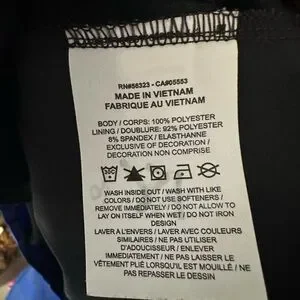 RN#56323 - CA#05553
MADE IN VIETNAM
FABRIQUE AU VIETNAM
BODY / CORPS: 100% POLYESTER
LINING / DOUBLURE: 92% POLYESTER
8% SPANDEX / ELASTHANNE
EXCLUSIVE OF DECORATION /
DECORATION NON COMPRISE
WASH INSIDE OUT / WASH WITH LIKE
COLORS / DO NOT USE SOFTENERS /
REMOVE IMMEDIATELY / DO NOT ALLOW TO
LAY ON ITSELF WHEN WET / DO NOT IRON
DESIGN
LAVER A L'ENVERS / LAVER AVEC COULEURS
SIMILAIRES / NE PAS UTILISER
D'ADOUCISSEUR / ENLEVER
IMMEDIATEMENT / NE PAS LAISSER LE
VÊTEMENT PLIÉ LORSQU'IL EST MOUILLÉ / NE
PAS REPASSER LE DESSIN